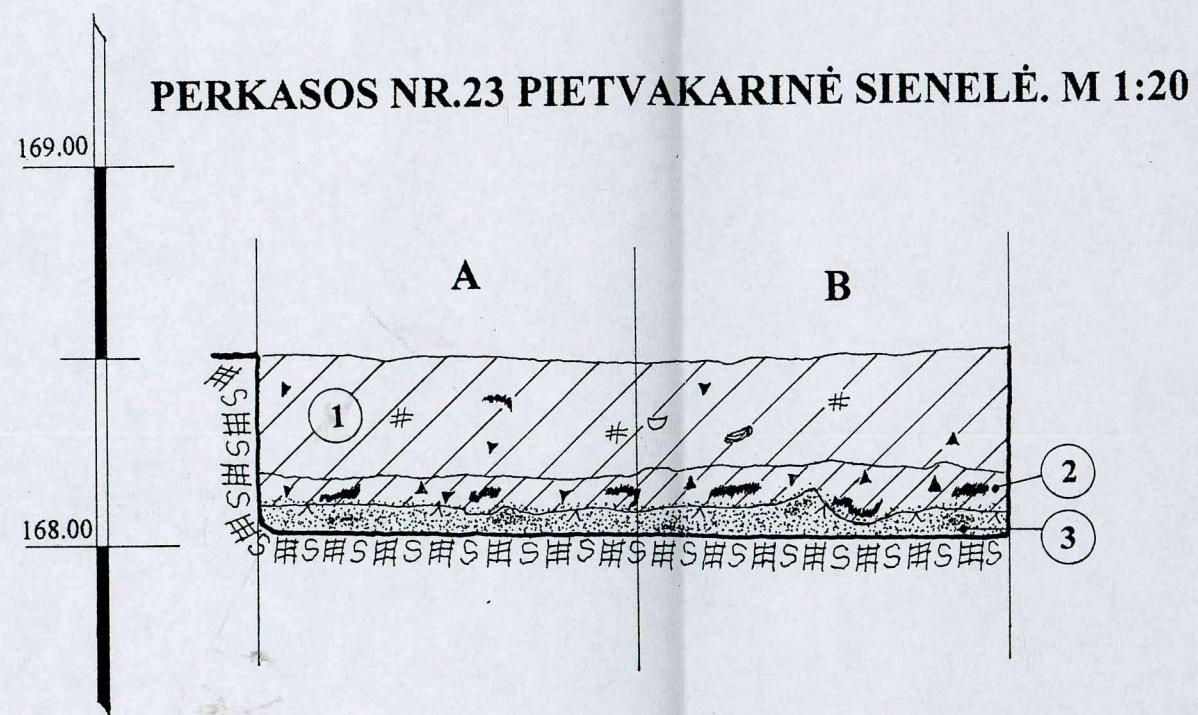 PERKASOS NR.23 PIETVAKARINĖ SIENELĖ. M 1:20
169.00
A
B
1
2
168.00
3